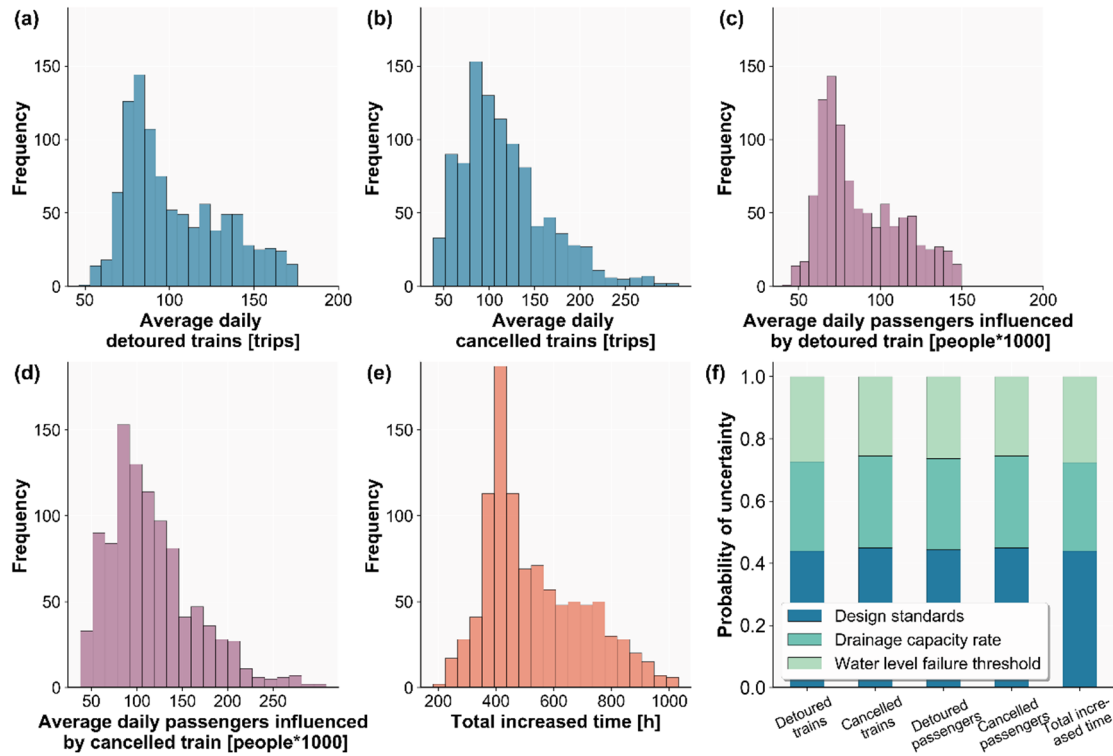 (a)
Frequency
150
100
50
0
50
100
150
200
Average daily
detoured trains [trips]
(b)
Frequency
150
100
50
0
50
100
150
200
250
Average daily
cancelled trains [trips]
(c)
Frequency
150
100
50
0
50
100
150
200
Average daily passengers influenced
by detoured train [people*1000]
(d)
Frequency
150
100
50
0
50
100
150
200
250
Average daily passengers influenced
by cancelled train [people*1000]
(e)
Frequency
150
100
50
0
200
400
600
800
1000
Total increased time [h]
(f)
Probability of uncertainty
1.0
0.8
0.6
0.4
0.2
0.0
Design standards
Drainage capacity rate
Water level failure threshold
Detoured
trains
Cancelled
trains
Detoured
passengers
Cancelled
passengers
Total incre-
ased time